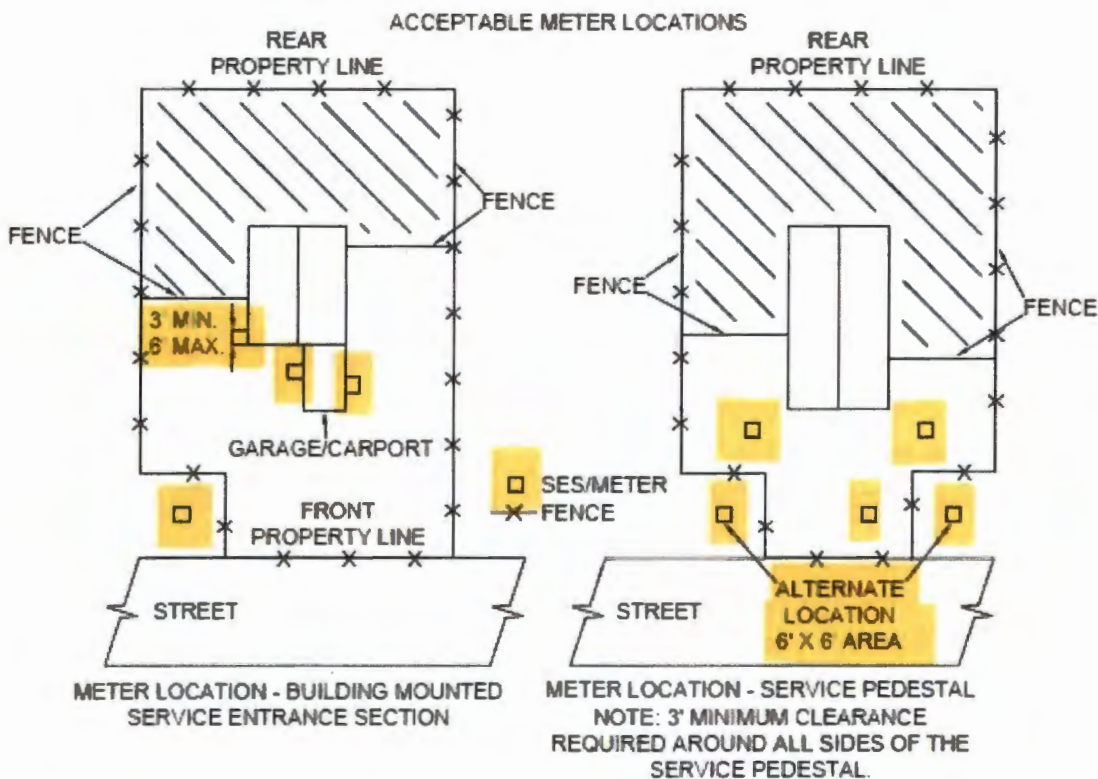 ACCEPTABLE METER LOCATIONS
REAR
PROPERTY LINE
REAR
PROPERTY LINE
FENCE
FENCE
3' MIN.
6' MAX.
GARAGE/CARPORT
FRONT
PROPERTY LINE
STREET
METER LOCATION - BUILDING MOUNTED
SERVICE ENTRANCE SECTION
SES/METER
FENCE
FENCE
FENCE
ALTERNATE
LOCATION
6' X 6' AREA
STREET
METER LOCATION - SERVICE PEDESTAL
NOTE: 3' MINIMUM CLEARANCE
REQUIRED AROUND ALL SIDES OF THE
SERVICE PEDESTAL.